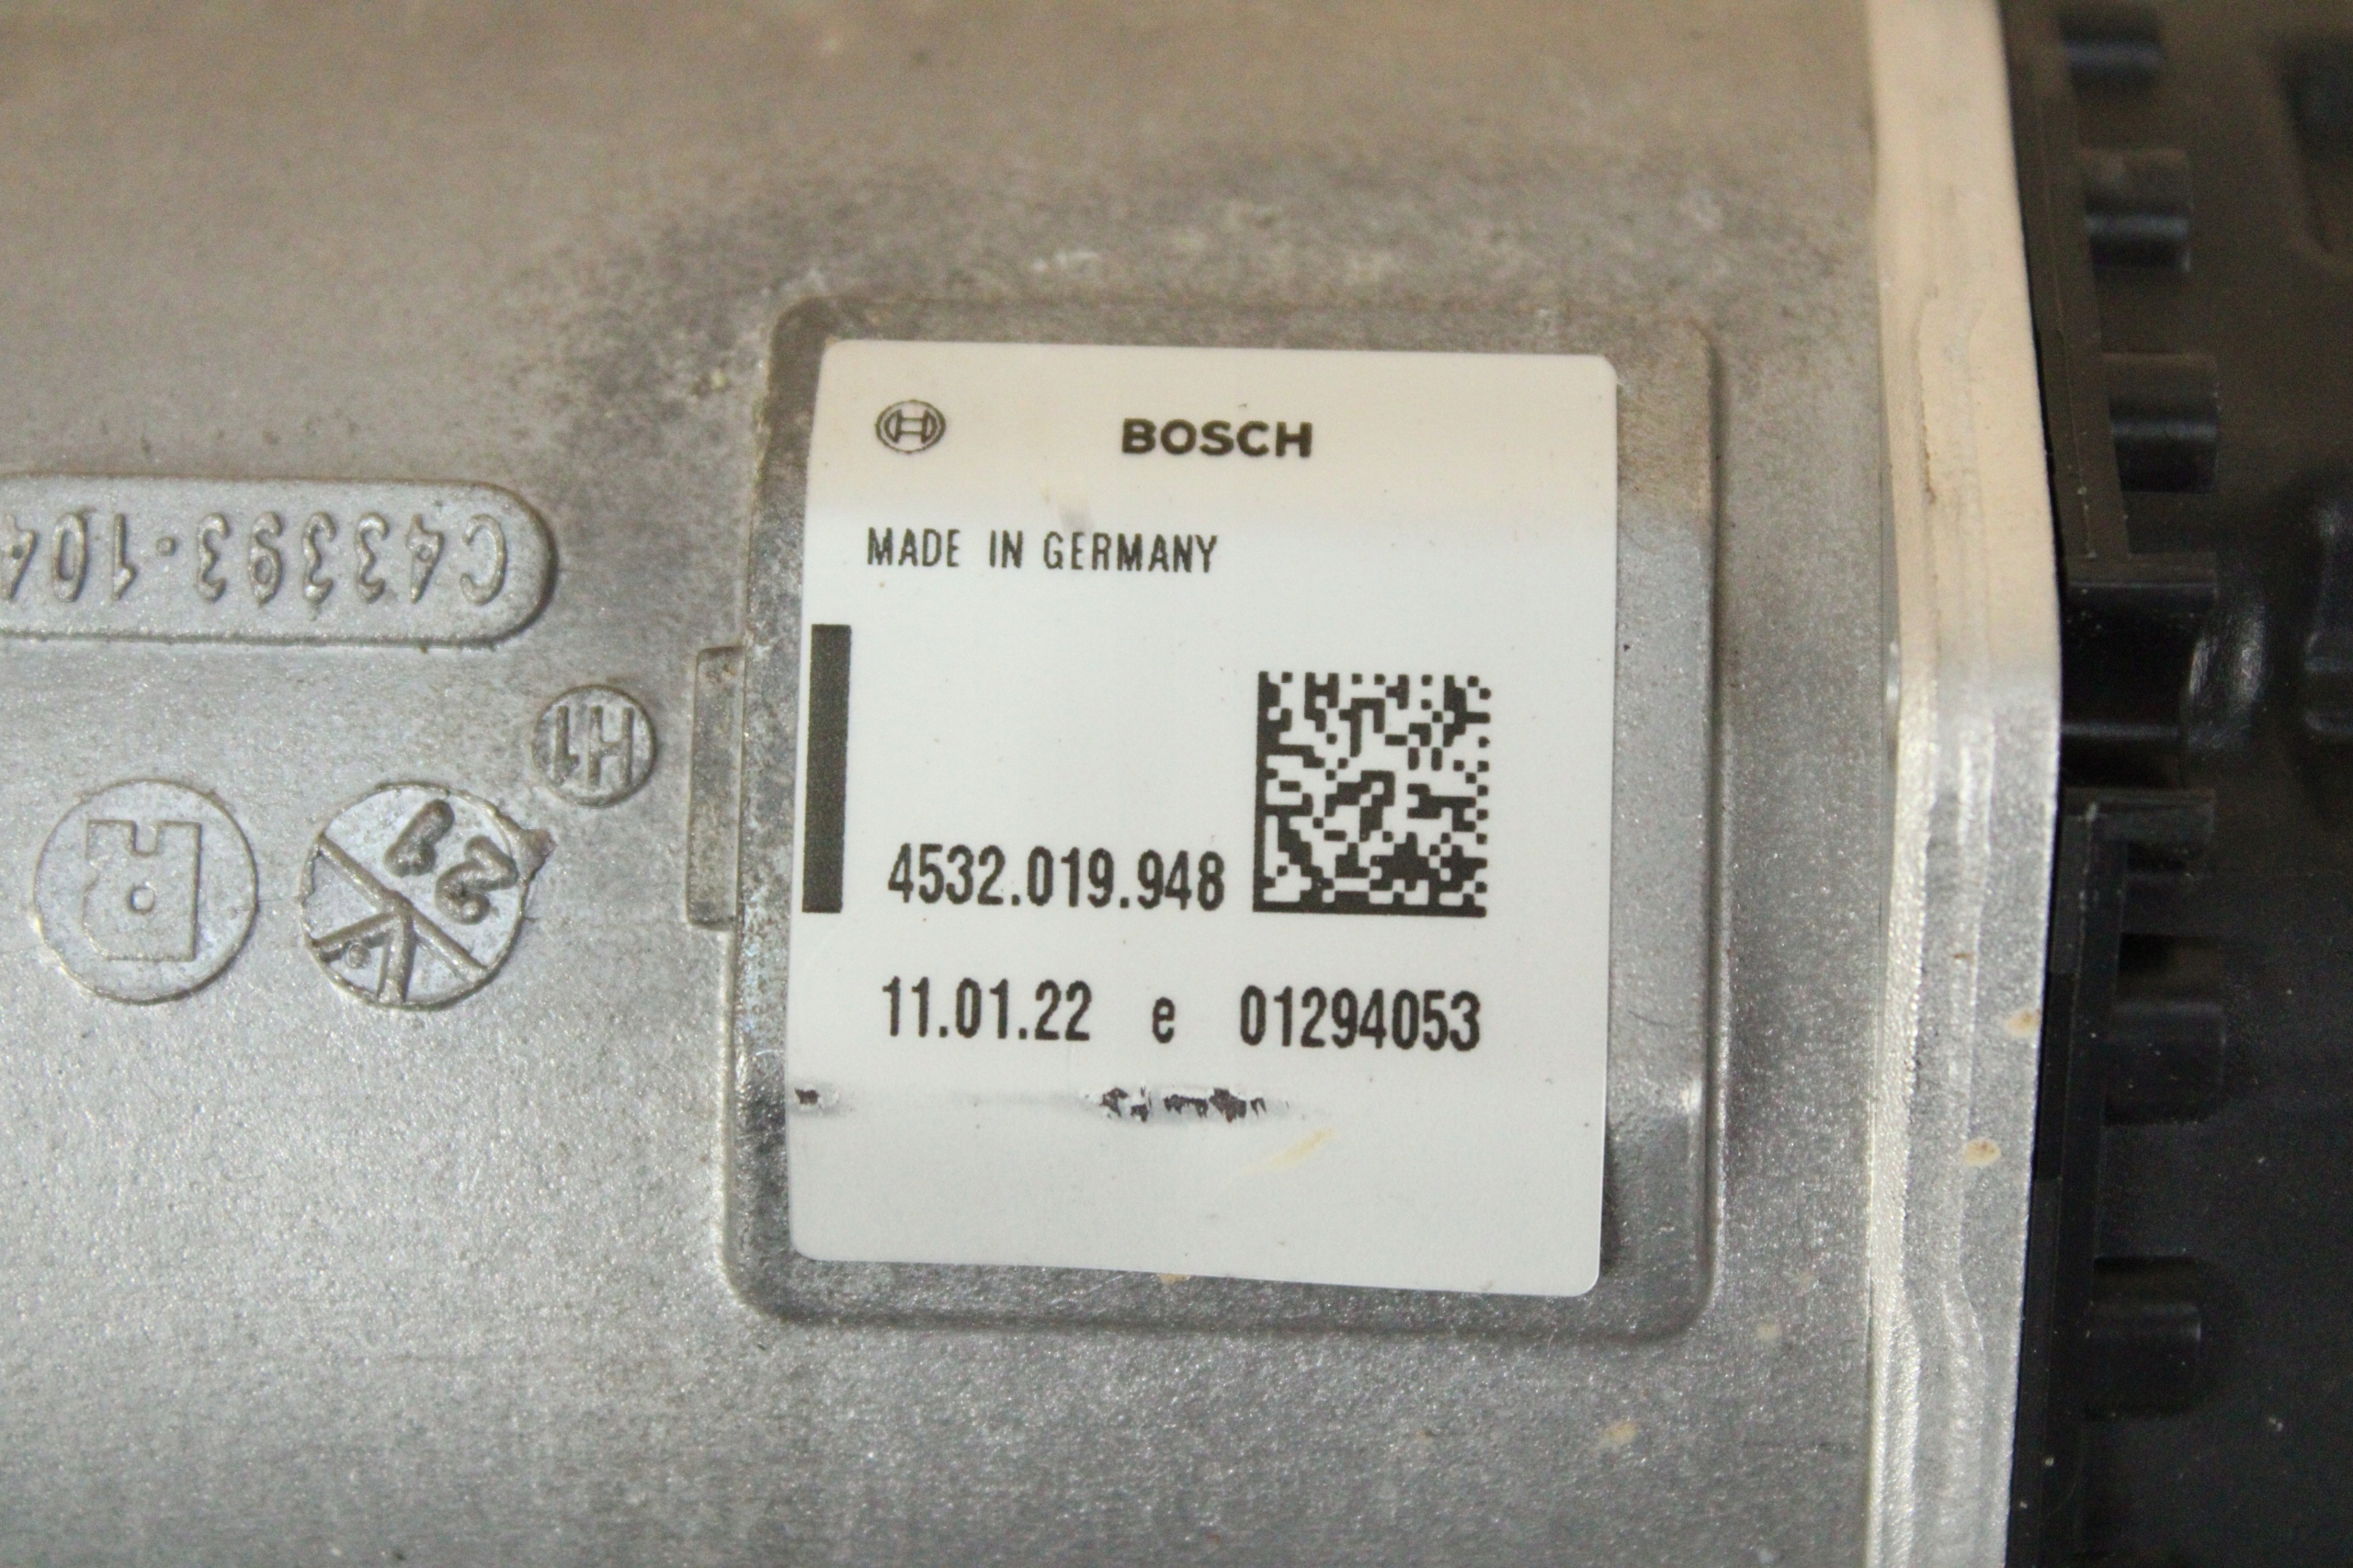 BOSCH
MADE IN GERMANY
4532.019.948
11.01.22 e 01294053
C43393-104
H1
21
R